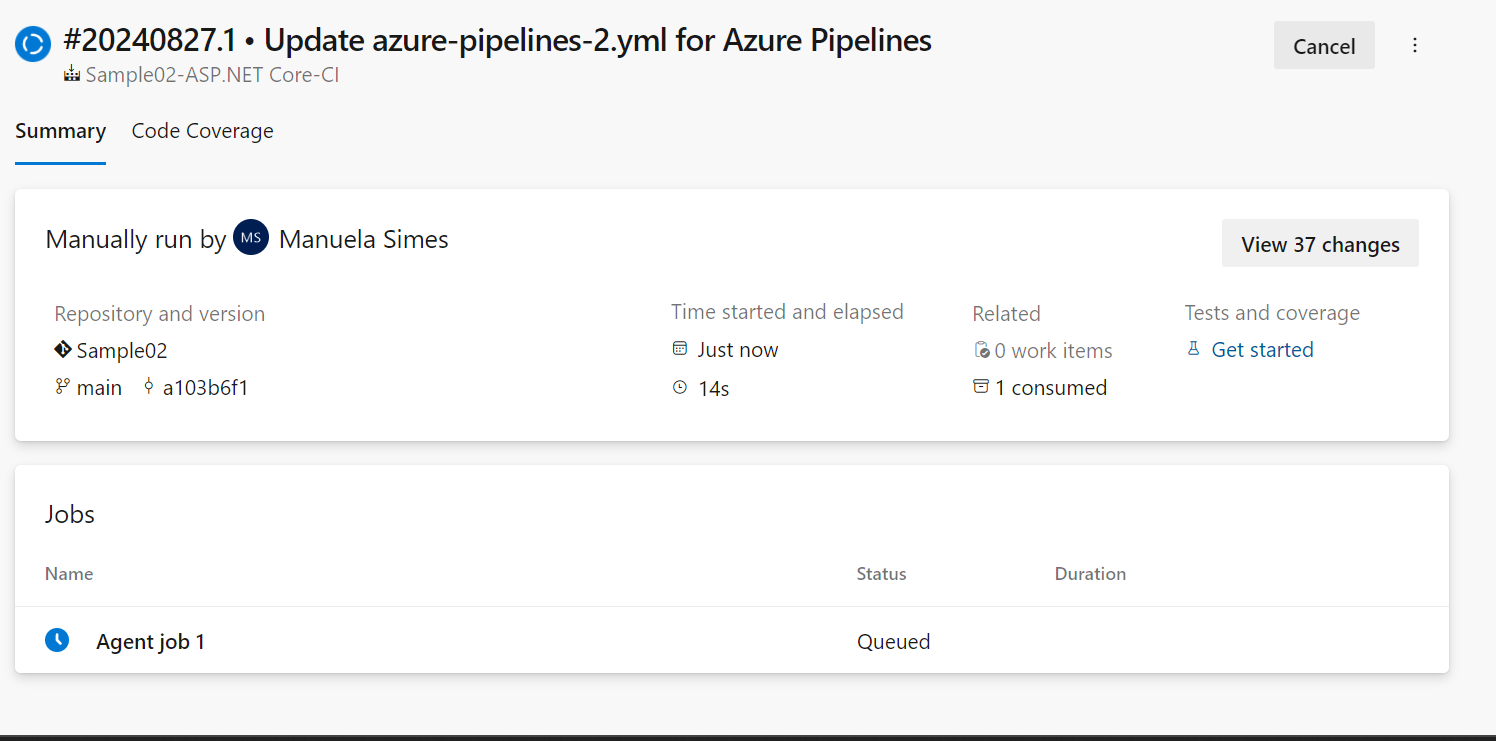 #20240827.1 • Update azure-pipelines-2.yml for Azure Pipelines
Cancel
Sample02-ASP.NET Core-CI
Summary
Code Coverage
Manually run by MS Manuela Simes
View 37 changes
Repository and version
Sample02
main a103b6f1
Time started and elapsed
Just now
14s
Related
0 work items
1 consumed
Tests and coverage
Get started
Jobs
Name Status Duration
Agent job 1 Queued